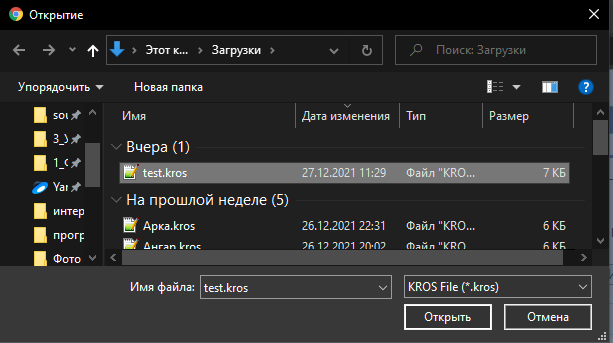 Открытие
Этот к... Загрузки
Поиск: Загрузки
Упорядочить Новая папка
Имя Дата изменения Тип Размер
sou
3_У
1_С
Yan
интер
прогр
Фото
Вчера (1)
test.kros 27.12.2021 11:29 Файл "KRO... 7 КБ
На прошлой неделе (5)
Арка.kros 26.12.2021 22:31 Файл "KRO... 6 КБ
Ангар.kros 26.12.2021 20:02 Файл "KRO... 6 КБ
Имя файла: test.kros KROS File (*.kros)
Открыть Отмена